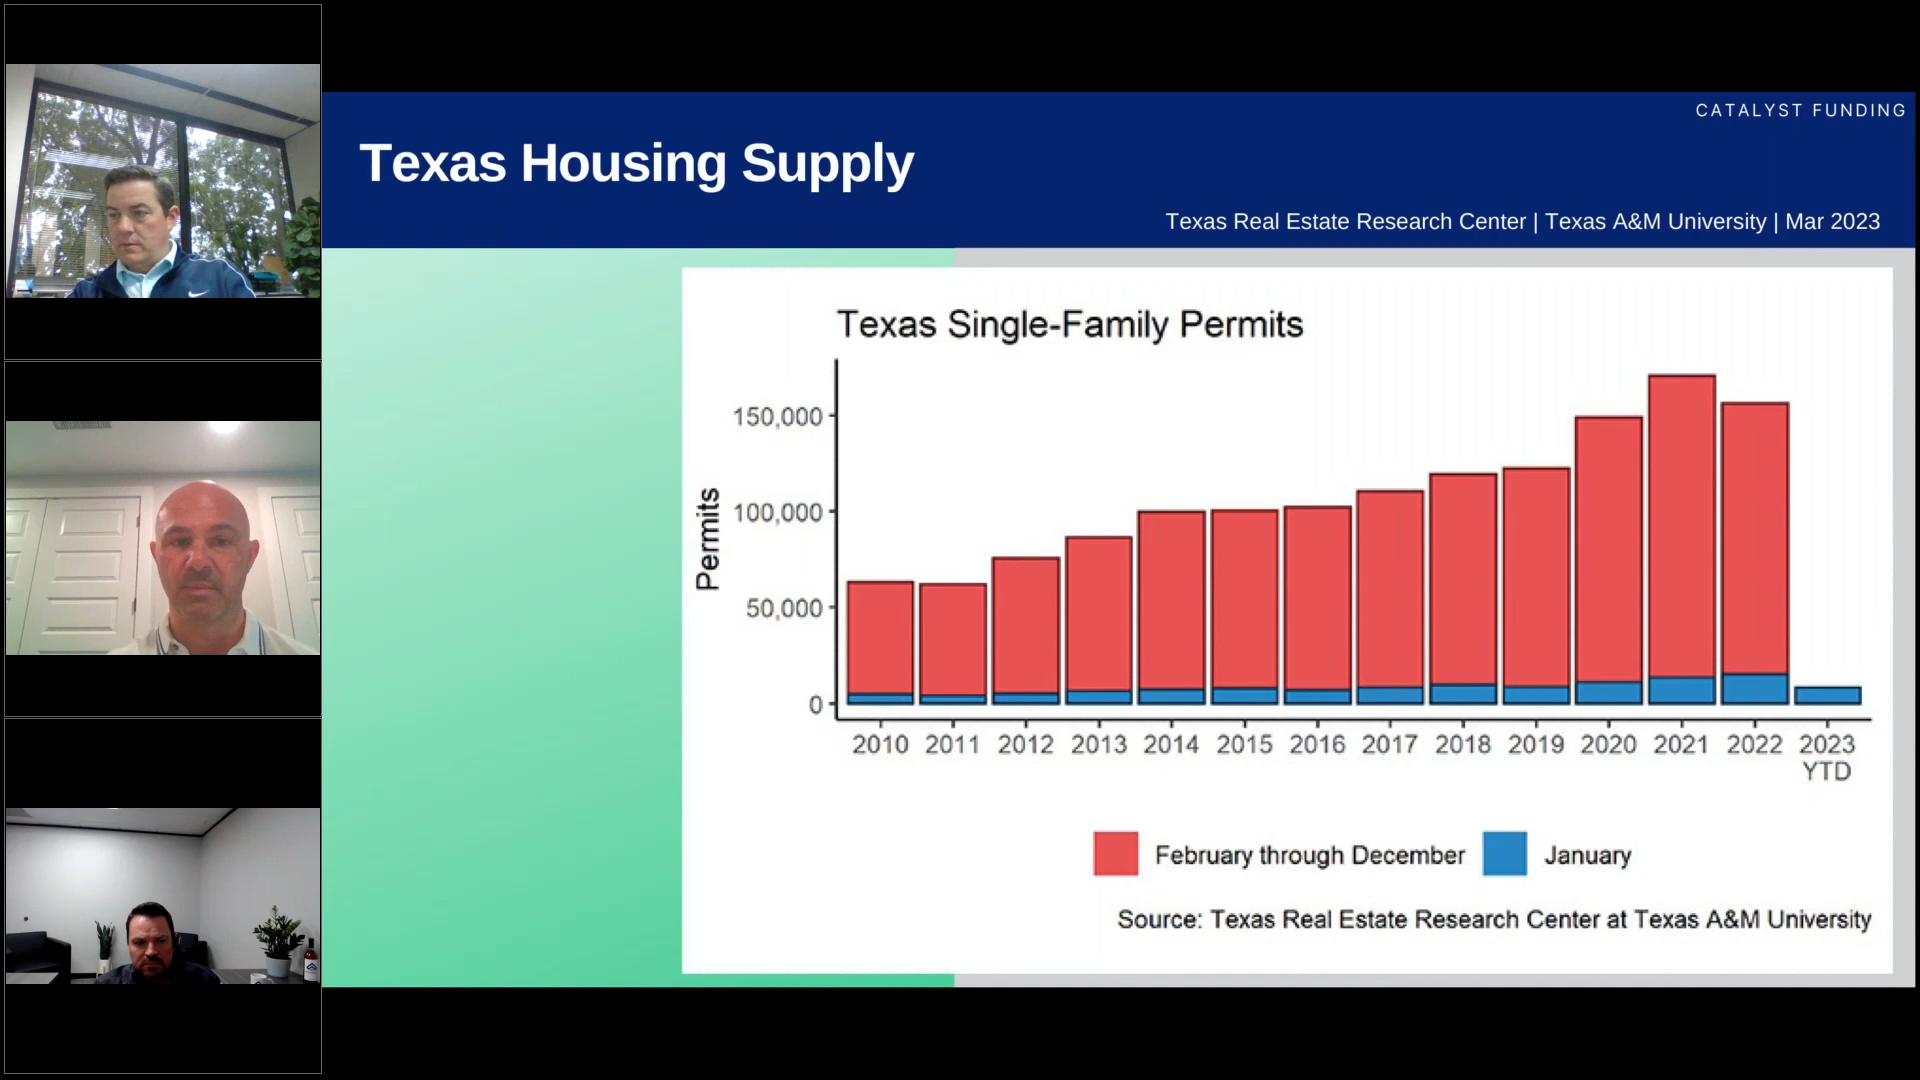 CATALYST FUNDING
Texas Housing Supply
Texas Real Estate Research Center | Texas A&M University | Mar 2023
Texas Single-Family Permits
Permits
150,000
100,000
50,000
0
2010 2011 2012 2013 2014 2015 2016 2017 2018 2019 2020 2021 2022 2023
YTD
February through December January
Source: Texas Real Estate Research Center at Texas A&M University